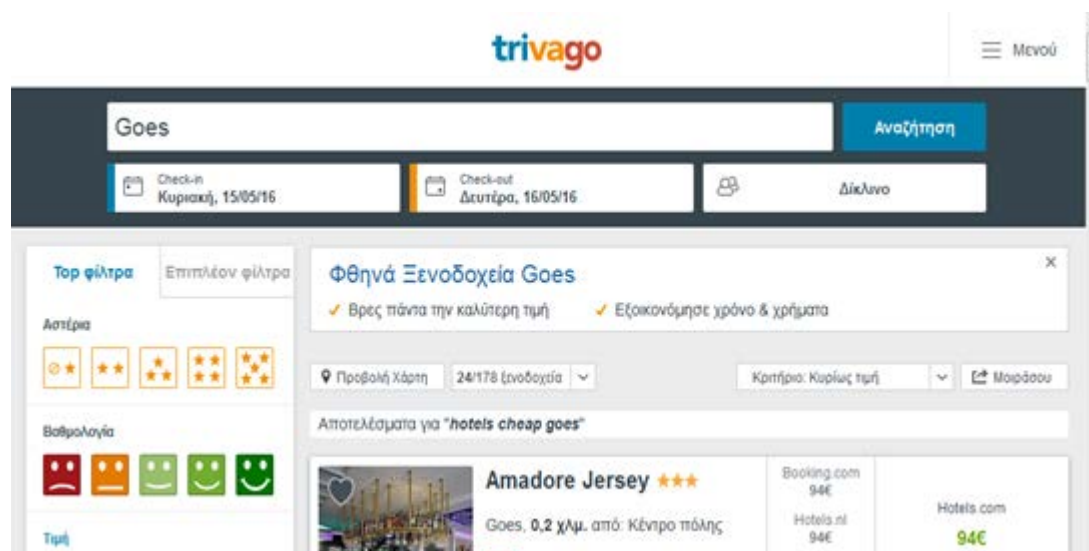 trivago
Μενού
Goes
Αναζήτηση
Check-in
Κυριακή, 15/05/16
Check-out
Δευτέρα, 16/05/16
Δίκλινο
Top φίλτρα
Επιπλέον φίλτρα
Φθηνά Ξενοδοχεία Goes
✓ Βρες πάντα την καλύτερη τιμή ✓ Εξοικονόμησε χρόνο & χρήματα
Αστέρια
Προβολή Χάρτη
24/178 ξενοδοχεία
Κριτήριο: Κυρίως τιμή
Μοιράσου
Αποτελέσματα για "hotels cheap goes"
Βαθμολογία
Τιμή
Amadore Jersey
Goes, 0,2 χλμ. από: Κέντρο πόλης
Booking.com
94€
Hotels.nl
94€
Hotels.com
94€